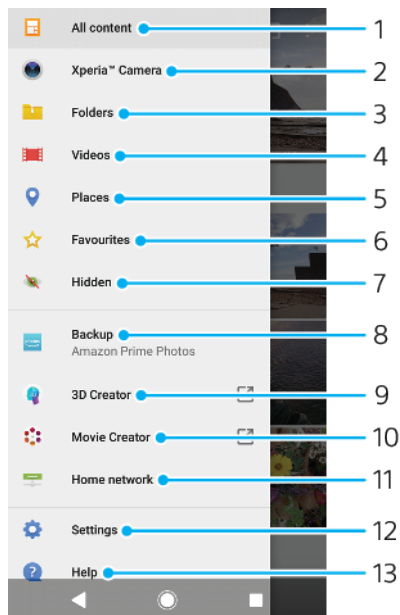 All content 1
Xperia™ Camera 2
Folders 3
Videos 4
Places 5
Favourites 6
Hidden 7
Backup 8
Amazon Prime Photos
3D Creator 9
Movie Creator 10
Home network 11
Settings 12
Help 13